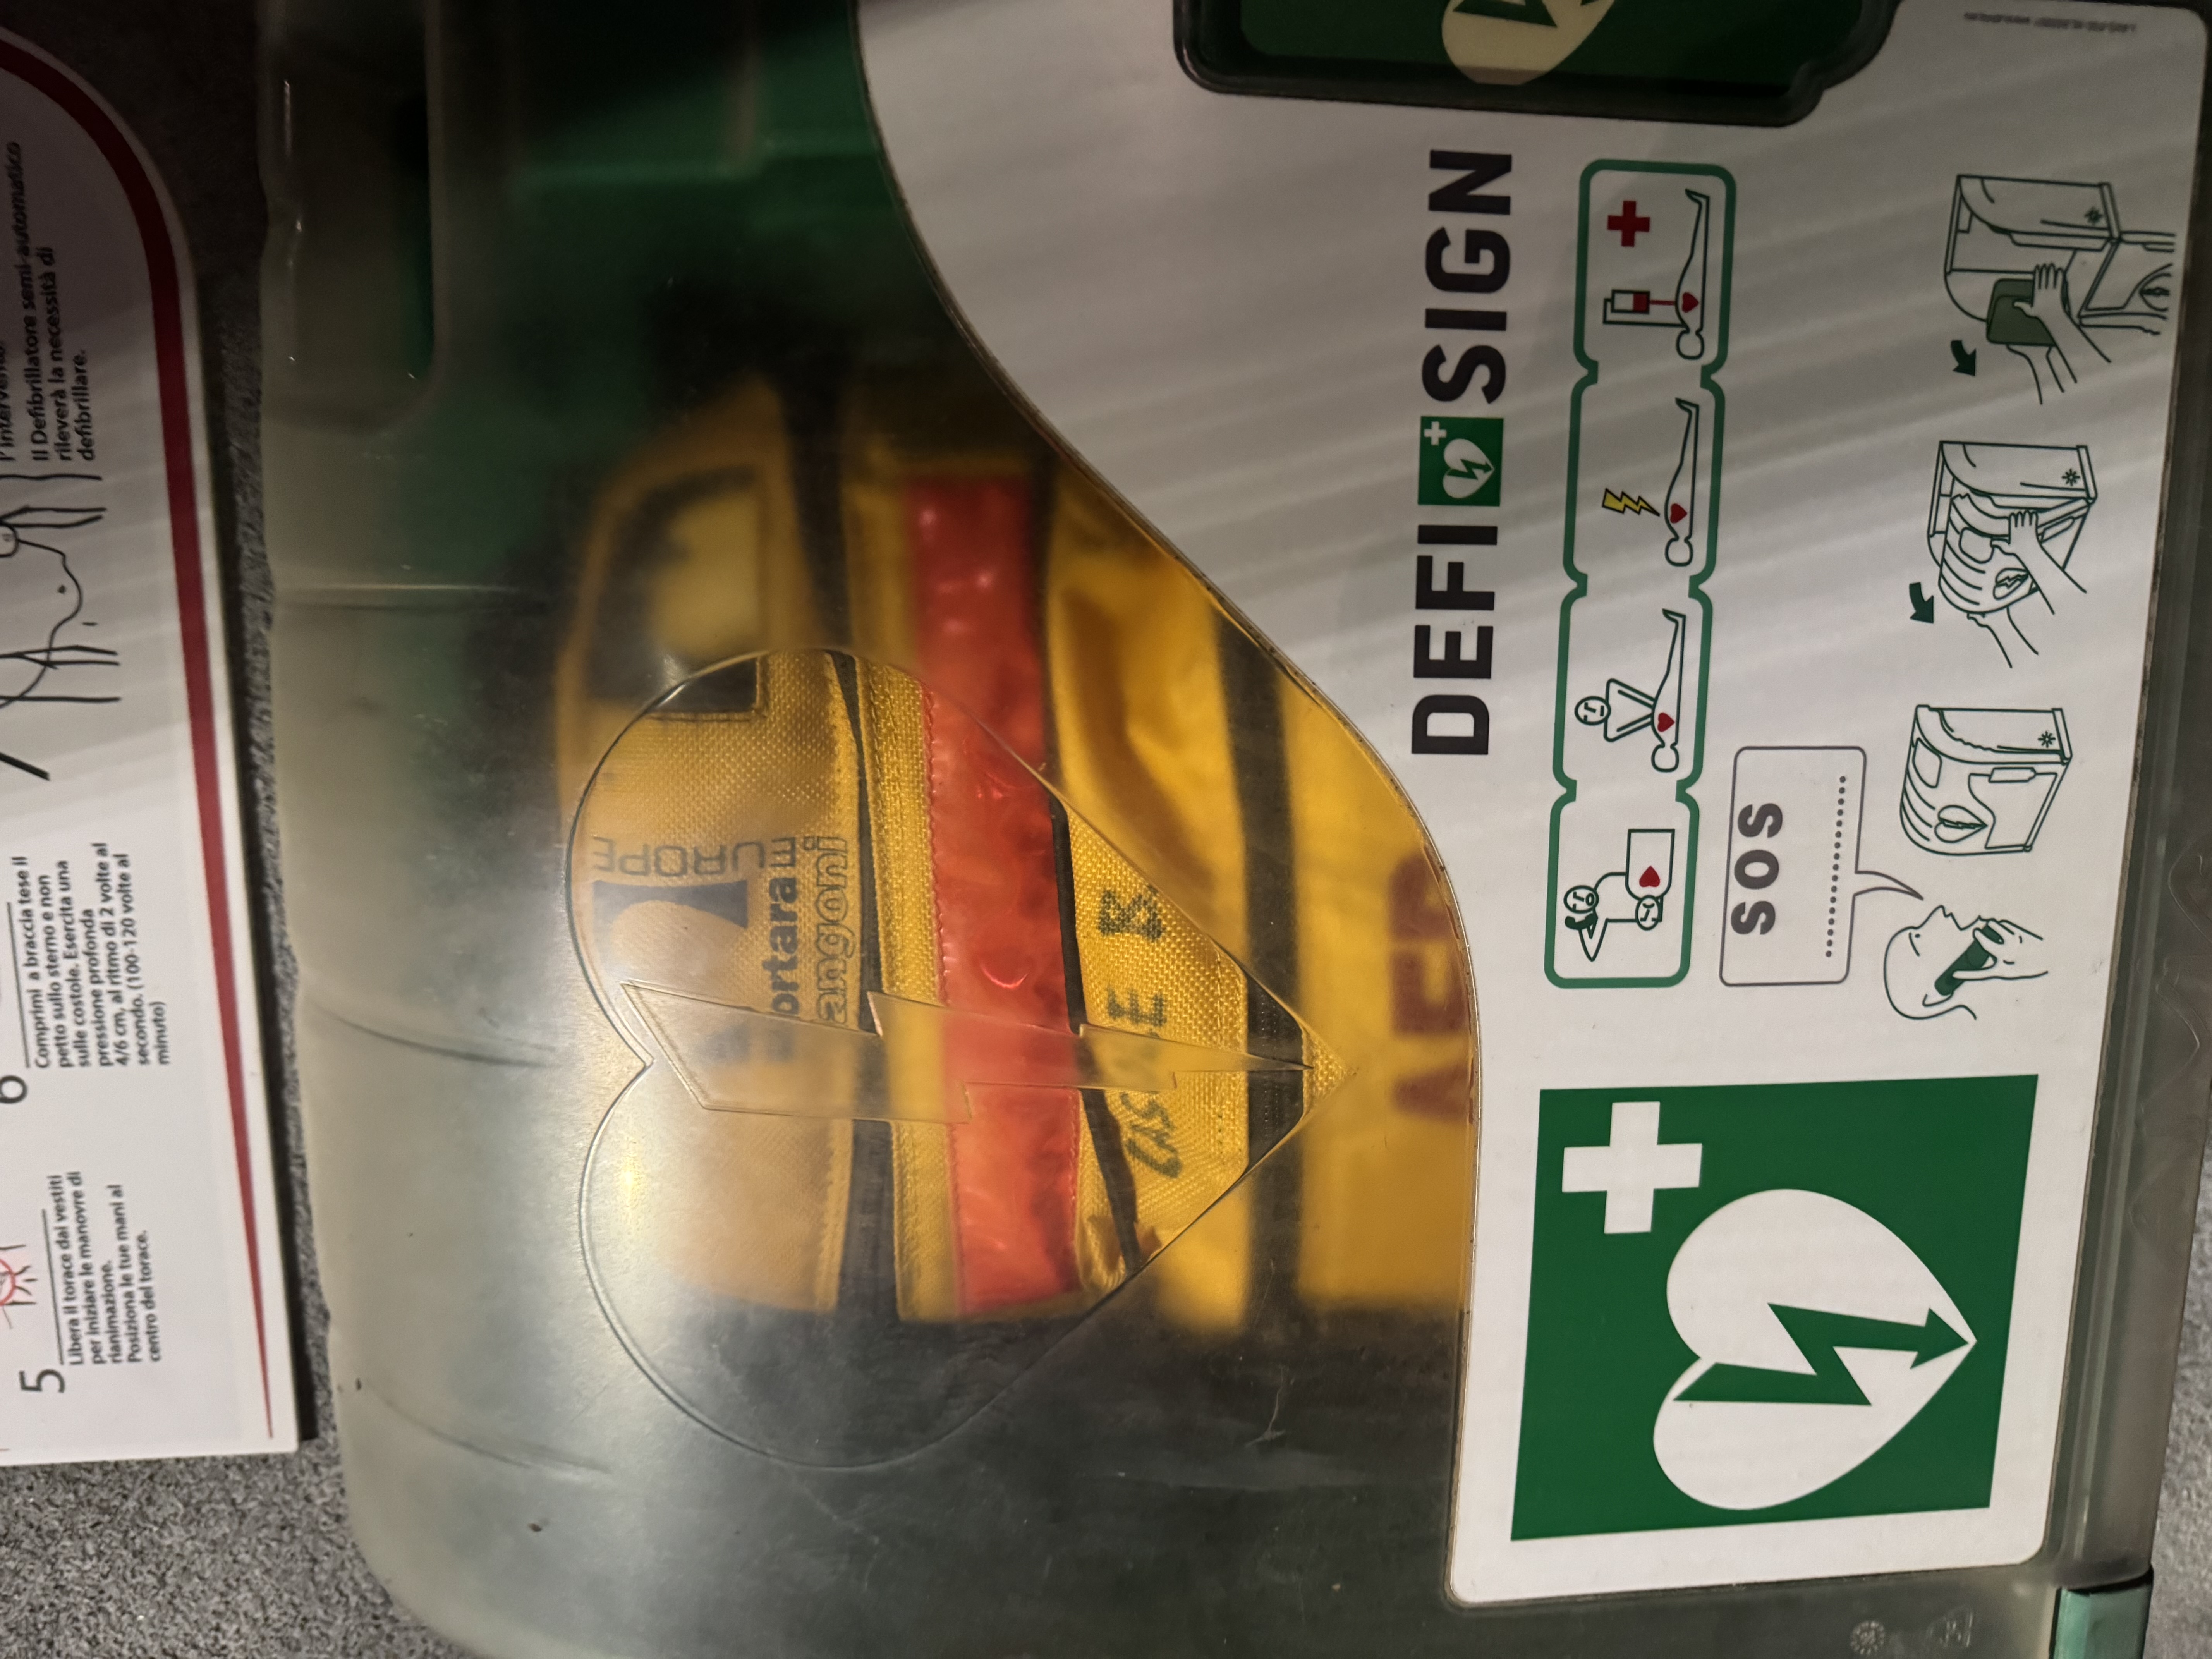 l'intervento.
Il Defibrillatore semi-automatico
rileverà la necessità di
defibrillare.
5
Libera il torace dai vestiti
per iniziare le manovre di
rianimazione.
Posiziona le tue mani al
centro del torace.
6
Comprimi a braccia tese il
petto sullo sterno e non
sulle costole. Esercita una
pressione profonda
4/6 cm, al ritmo di 2 volte al
secondo. (100-120 volte al
minuto)
EUROPE
ortara
angoni
AED
DEFI SIGN
SOS